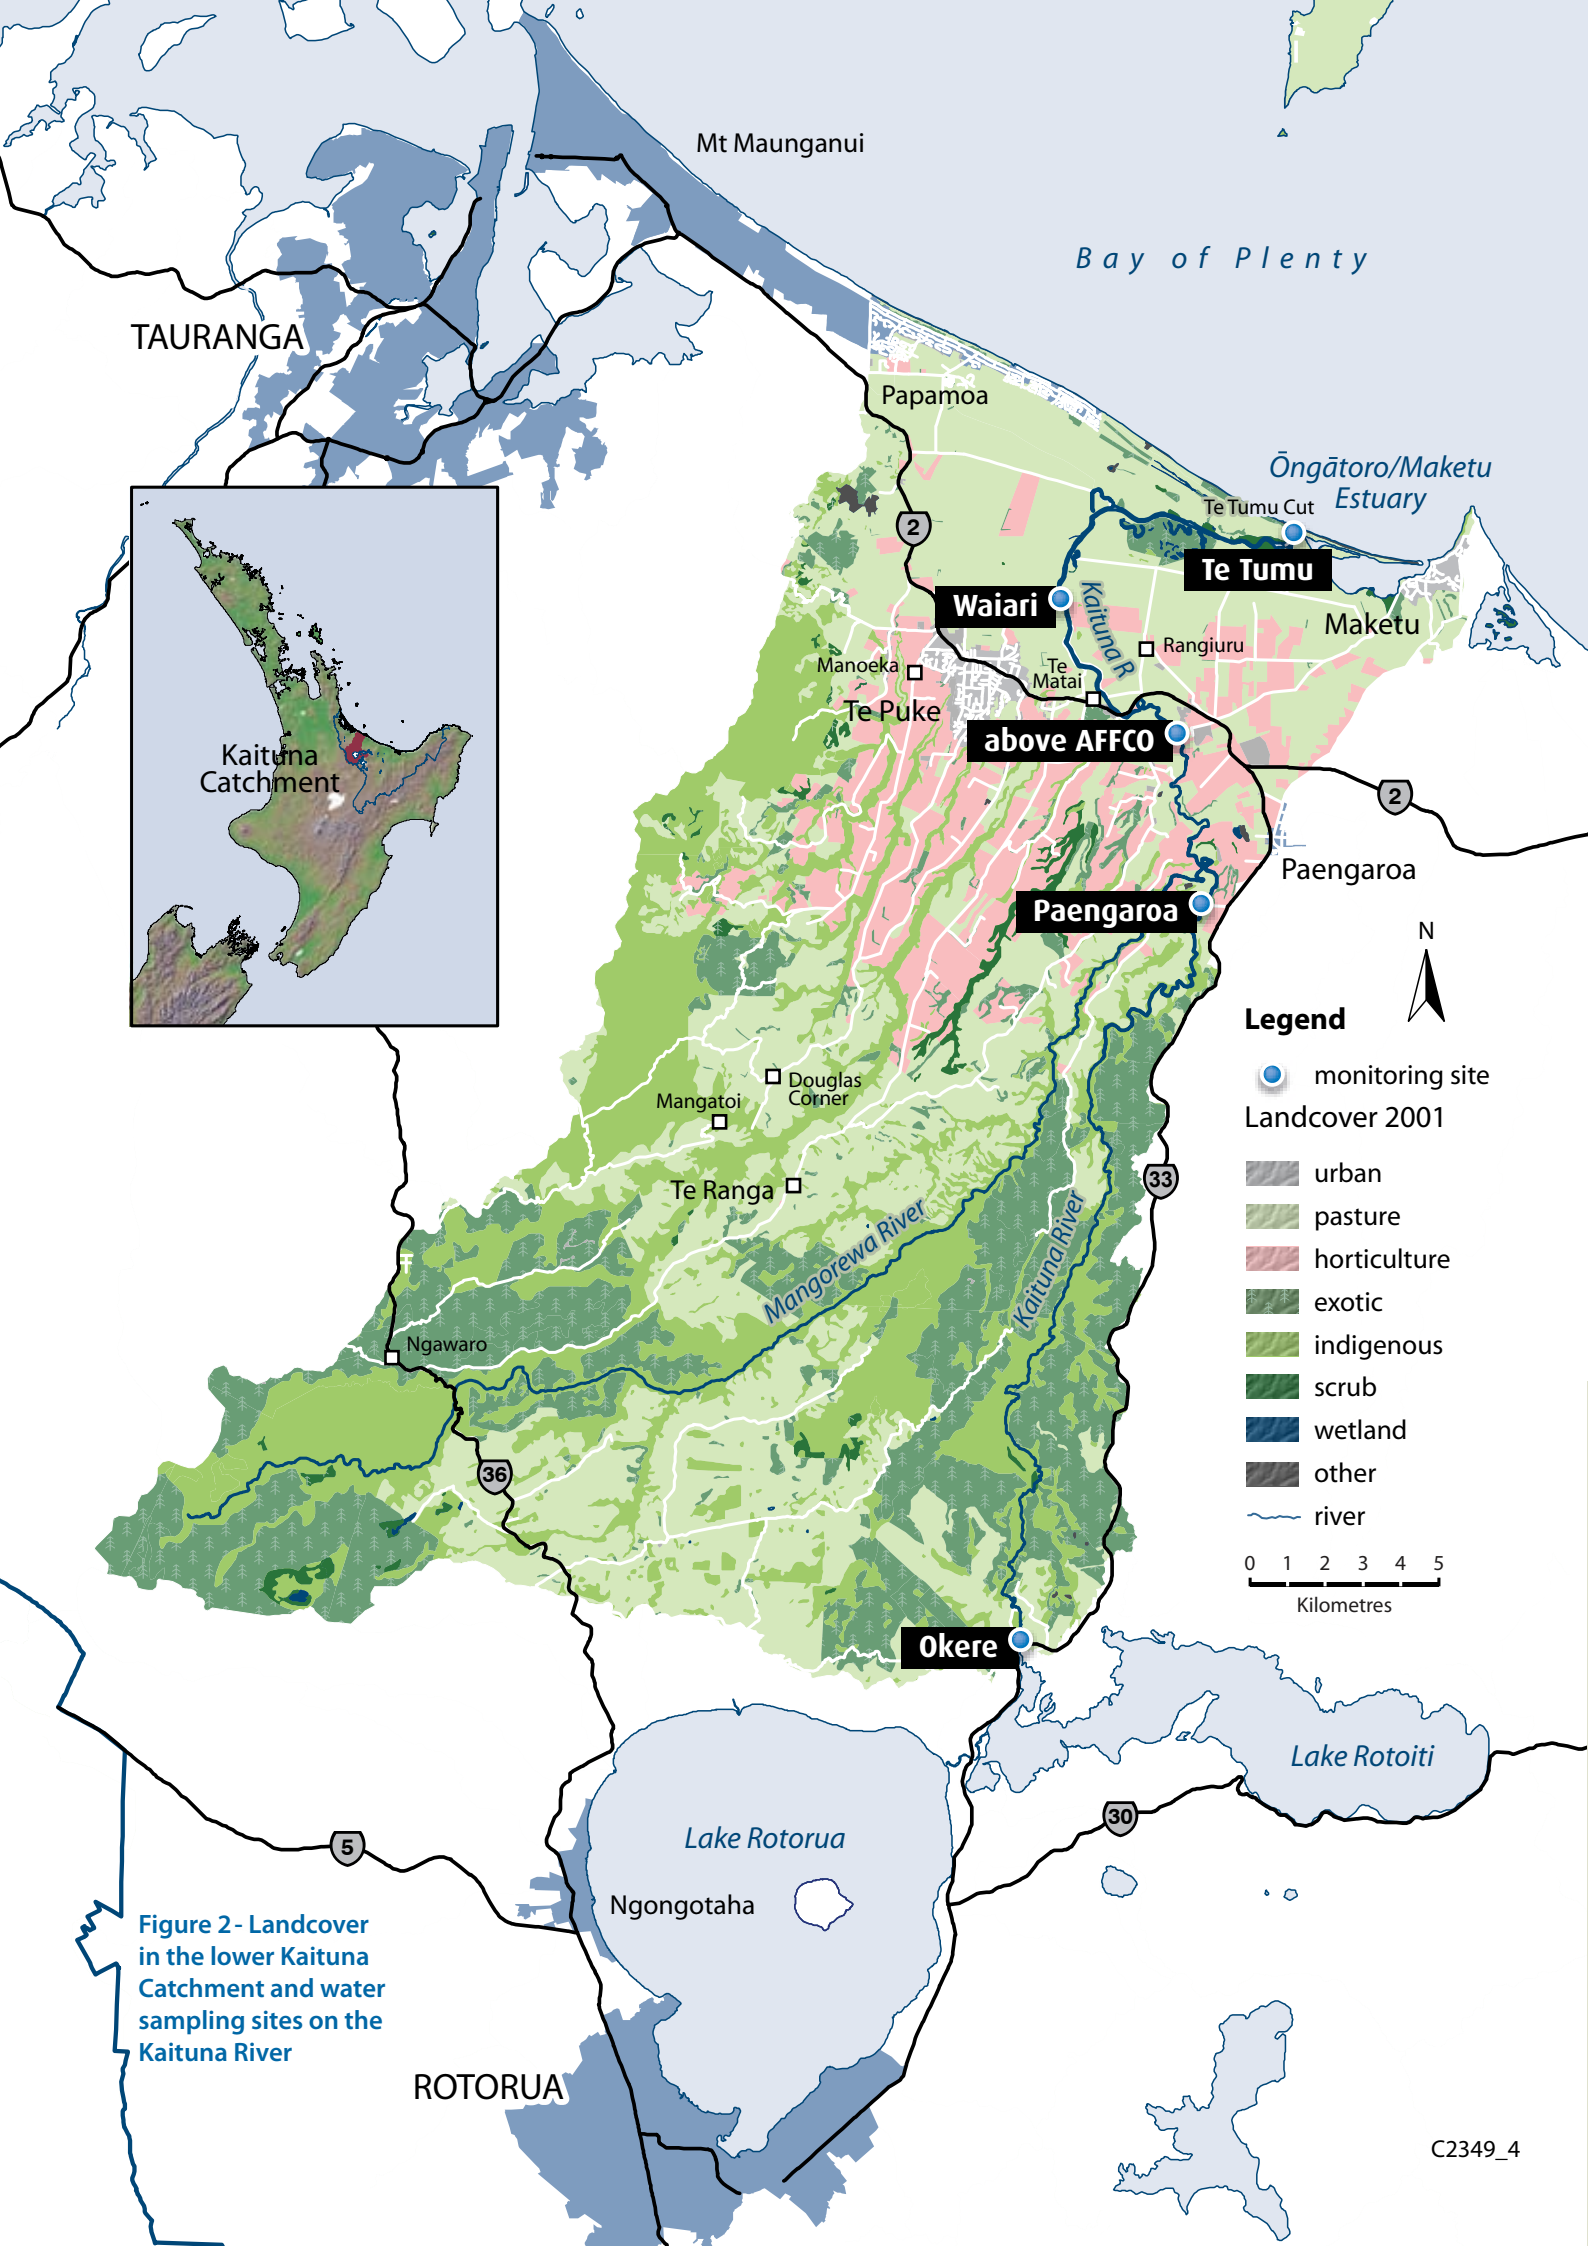 Mt Maunganui
Bay of Plenty
TAURANGA
Papamoa
Ōngātoro/Maketu
Estuary
Te Tumu Cut
2
Te Tumu
Waiari
Kaituna R
Maketu
Rangiuru
Manoeka
Te
Matai
Te Puke
above AFFCO
Kaituna
Catchment
2
Paengaroa
Paengaroa
N
Legend
monitoring site
Landcover 2001
urban
pasture
horticulture
exotic
indigenous
scrub
wetland
other
river
0 1 2 3 4 5
Kilometres
Douglas
Corner
Mangatoi
Te Ranga
33
Mangorewa River
Kaituna River
Ngawaro
36
Okere
Lake Rotoiti
30
5
Lake Rotorua
Ngongotaha
Figure 2 - Landcover
in the lower Kaituna
Catchment and water
sampling sites on the
Kaituna River
ROTORUA
C2349_4